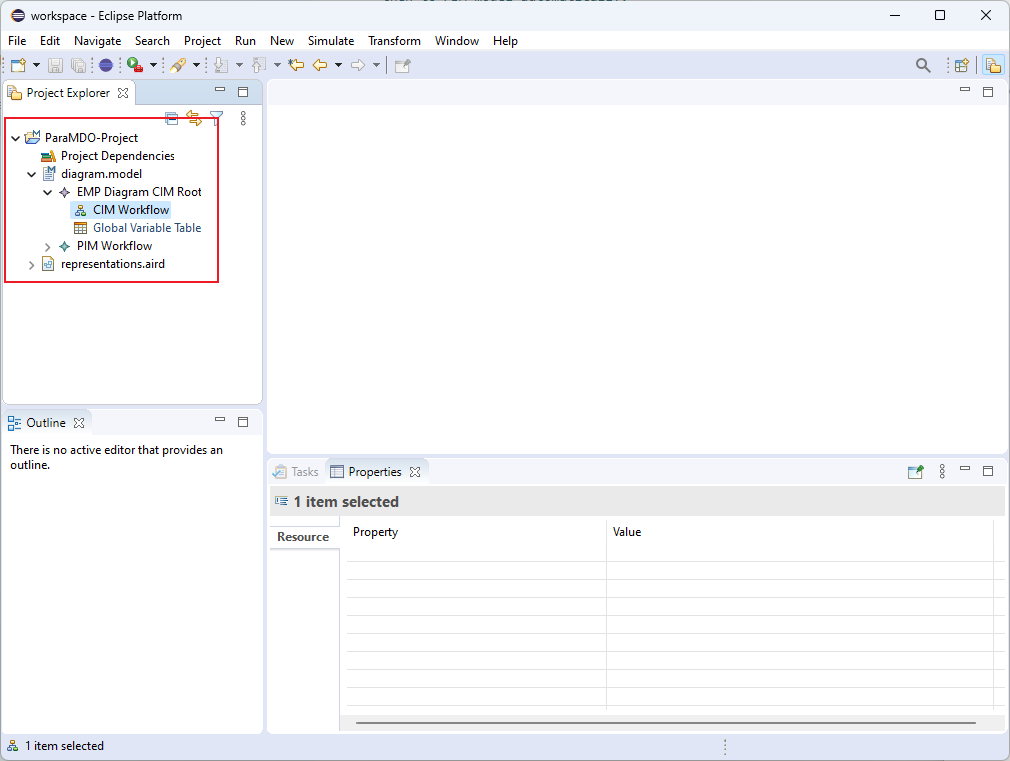 workspace - Eclipse Platform
File Edit Navigate Search Project Run New Simulate Transform Window Help
Project Explorer
ParaMDO-Project
Project Dependencies
diagram.model
EMP Diagram CIM Root
CIM Workflow
Global Variable Table
PIM Workflow
representations.aird
Outline
There is no active editor that provides an
outline.
Tasks Properties
1 item selected
Resource
Property Value
1 item selected